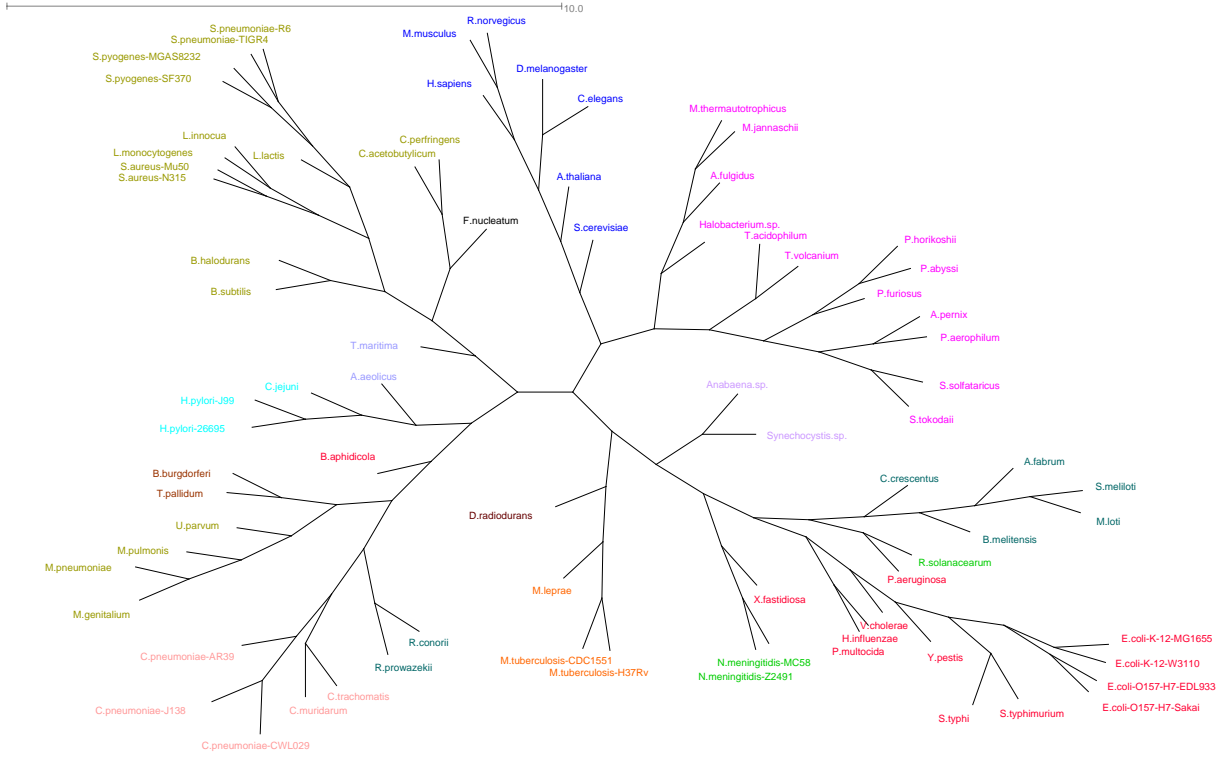 10.0
R.norvegicus
S.pneumoniae-R6
M.musculus
S.pneumoniae-TIGR4
S.pyogenes-MGAS8232
D.melanogaster
S.pyogenes-SF370
H.sapiens
C.elegans
M.thermautotrophicus
M.jannaschii
L.innocua
C.perfringens
L.monocytogenes
C.acetobutylicum
L.lactis
S.aureus-Mu50
A.fulgidus
S.aureus-N315
A.thaliana
F.nucleatum
Halobacterium.sp.
S.cerevisiae
T.acidophilum
P.horikoshii
T.volcanium
B.halodurans
P.abyssi
B.subtilis
P.furiosus
A.pernix
P.aerophilum
T.maritima
A.aeolicus
Anabaena.sp.
S.solfataricus
C.jejuni
H.pylori-J99
S.tokodaii
H.pylori-26695
Synechocystis.sp.
B.aphidicola
A.fabrum
B.burgdorferi
C.crescentus
S.meliloti
T.pallidum
D.radiodurans
M.loti
U.parvum
B.melitensis
M.pulmonis
R.solanacearum
M.pneumoniae
P.aeruginosa
M.leprae
X.fastidiosa
M.genitalium
V.cholerae
H.influenzae
E.coli-K-12-MG1655
R.conorii
P.multocida
C.pneumoniae-AR39
Y.pestis
M.tuberculosis-CDC1551
N.meningitidis-MC58
E.coli-K-12-W3110
R.prowazekii
M.tuberculosis-H37Rv
N.meningitidis-Z2491
E.coli-O157-H7-EDL933
C.trachomatis
E.coli-O157-H7-Sakai
C.pneumoniae-J138
C.muridarum
S.typhimurium
S.typhi
C.pneumoniae-CWL029